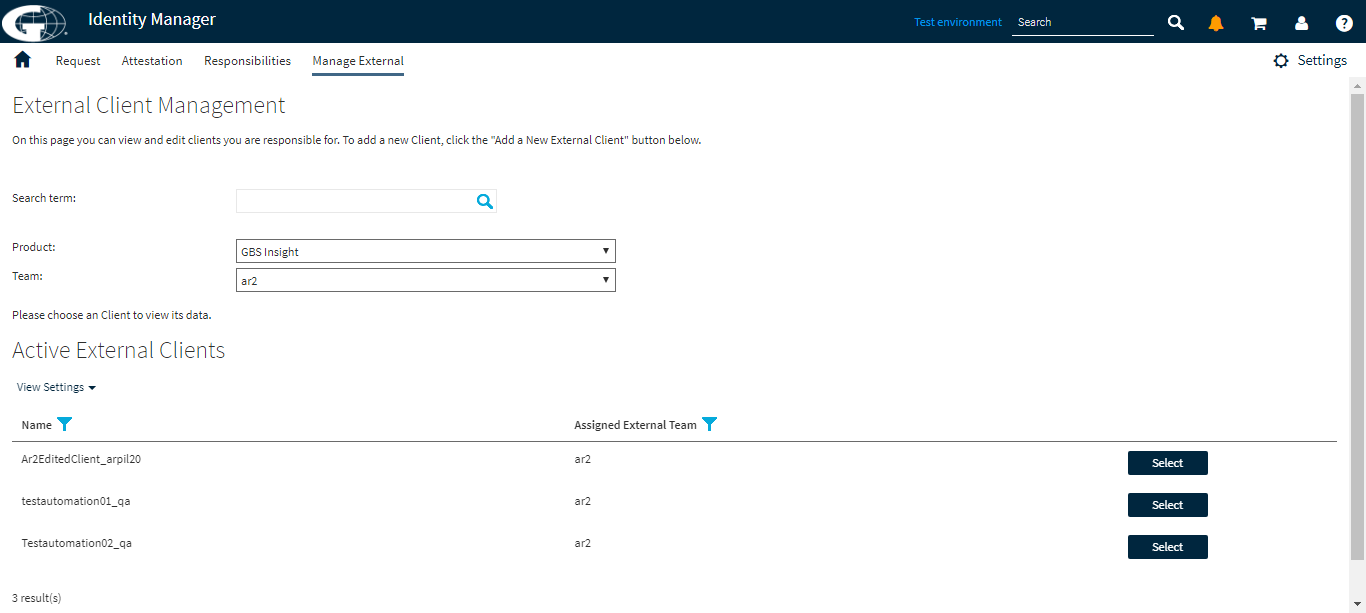 Identity Manager
Test environment
Search
Request
Attestation
Responsibilities
Manage External
Settings
External Client Management
On this page you can view and edit clients you are responsible for. To add a new Client, click the "Add a New External Client" button below.
Search term:
Product:
GBS Insight
Team:
ar2
Please choose an Client to view its data.
Active External Clients
View Settings
Name
Assigned External Team
Ar2EditedClient_arpil20
ar2
Select
testautomation01_qa
ar2
Select
Testautomation02_qa
ar2
Select
3 result(s)